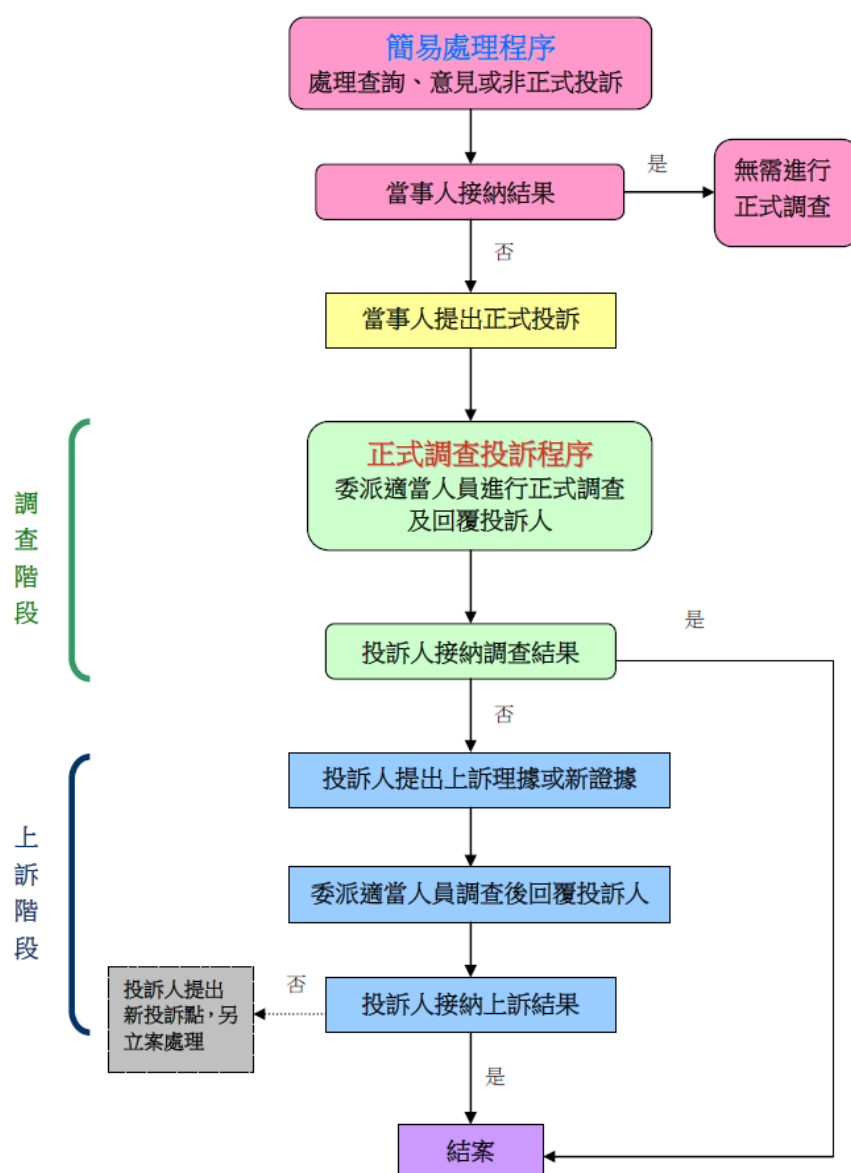 簡易處理程序
處理查詢、意見或非正式投訴
當事人接納結果
是
無需進行
正式調查
否
當事人提出正式投訴
調查階段
正式調查投訴程序
委派適當人員進行正式調查
及回覆投訴人
投訴人接納調查結果
是
否
上訴階段
投訴人提出上訴理據或新證據
委派適當人員調查後回覆投訴人
投訴人接納上訴結果
否
投訴人提出
新投訴點，另
立案處理
是
結案